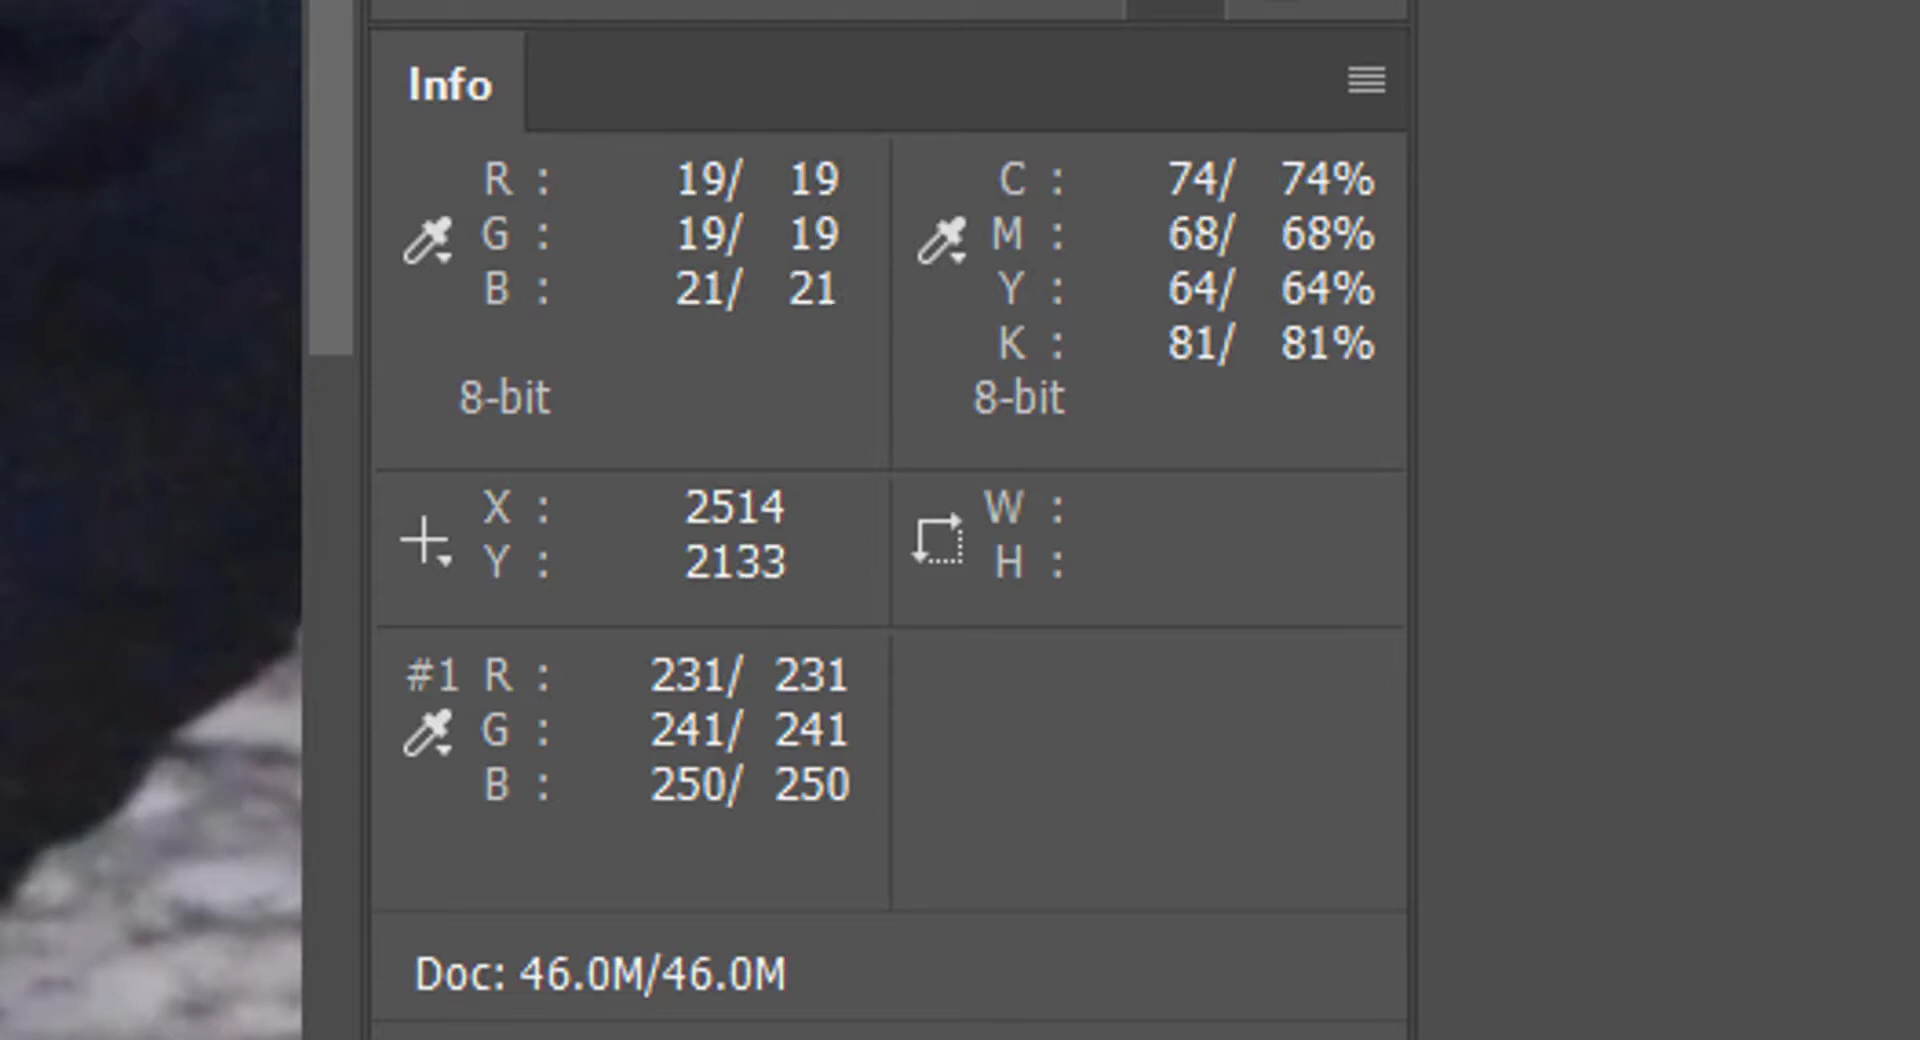 Info
R : 19/ 19 C : 74/ 74%
G : 19/ 19 M : 68/ 68%
B : 21/ 21 Y : 64/ 64%
K : 81/ 81%
8-bit 8-bit
X : 2514 W :
Y : 2133 H :
#1 R : 231/ 231
G : 241/ 241
B : 250/ 250
Doc: 46.0M/46.0M